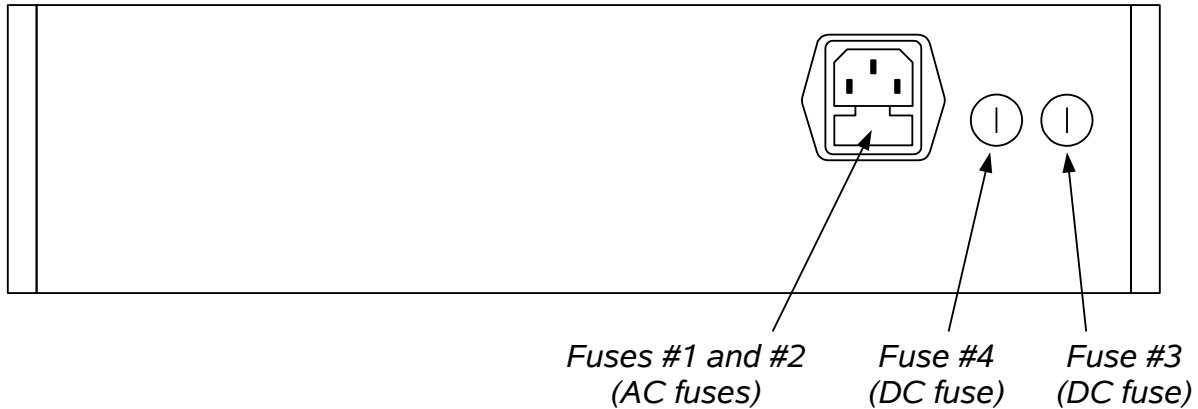 Fuses #1 and #2
(AC fuses)
Fuse #4
(DC fuse)
Fuse #3
(DC fuse)